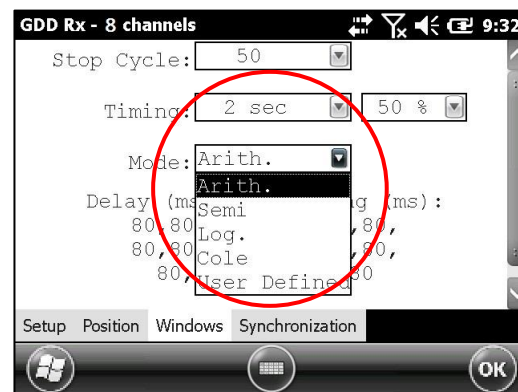 GDD Rx - 8 channels 9:32
Stop Cycle: 50
Timing: 2 sec 50 %
Mode: Arith.
Arith.
Delay (ms g (ms):
Semi
80,80 ,80,
Log.
80,80 ,80,
Cole
80, 80
User Defined
Setup Position Windows Synchronization
OK